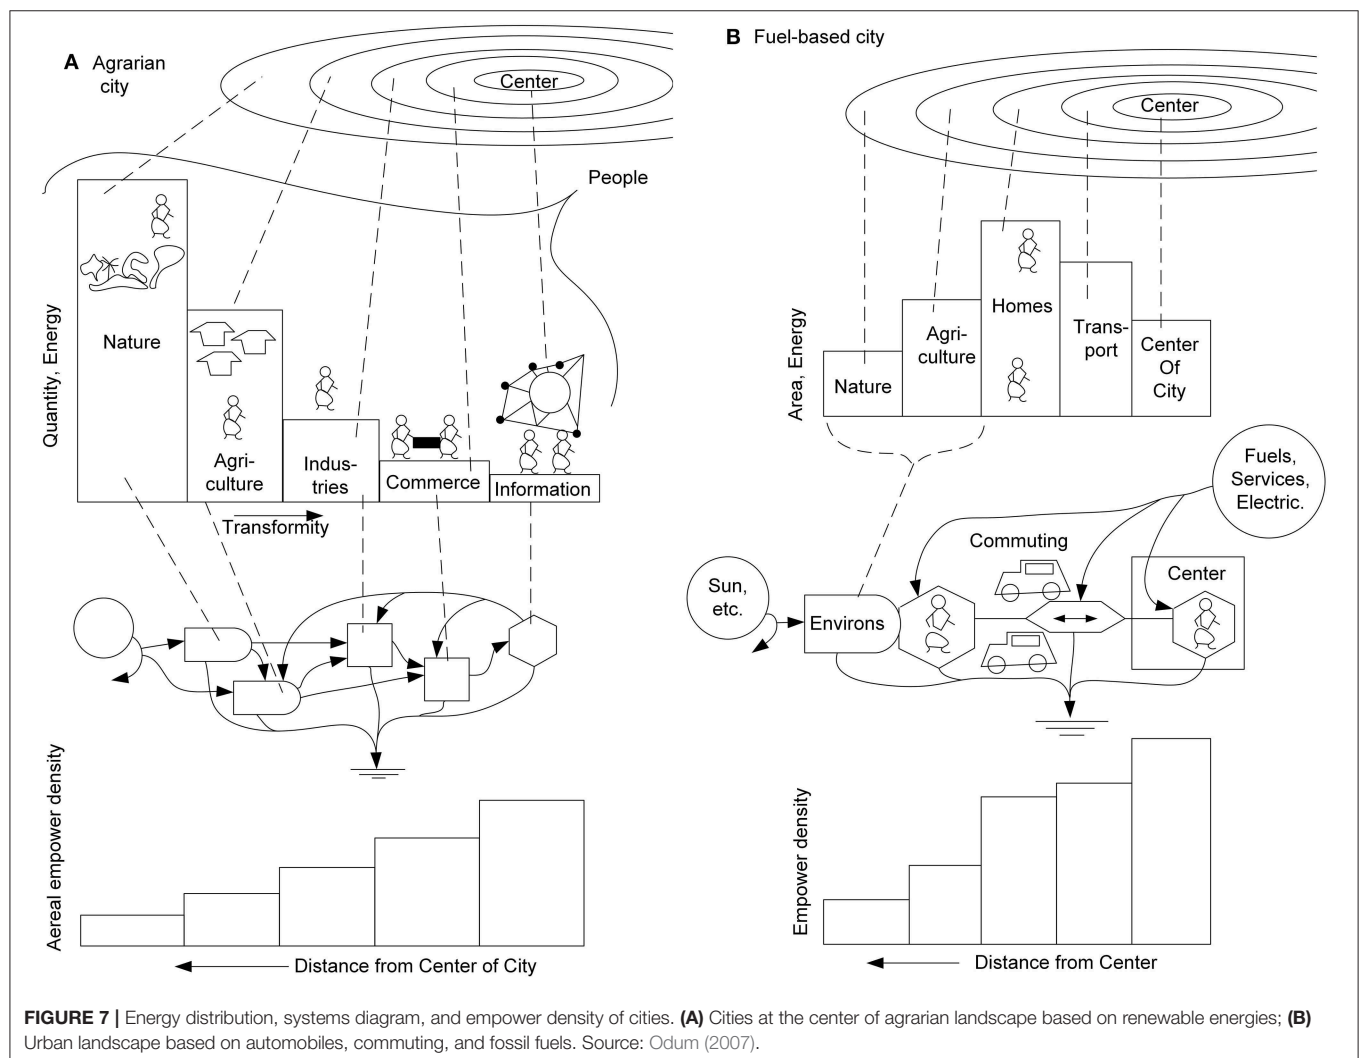 A Agrarian
city
Center
People
Quantity, Energy
Nature
Agri-
culture
Indus-
tries
Commerce
Information
Transformity
Aereal empower density
Distance from Center of City
B Fuel-based city
Center
Area, Energy
Nature
Agri-
culture
Homes
Trans-
port
Center
Of
City
Fuels,
Services,
Electric.
Commuting
Sun,
etc.
Environs
Center
Empower density
Distance from Center
FIGURE 7 | Energy distribution, systems diagram, and empower density of cities. (A) Cities at the center of agrarian landscape based on renewable energies; (B)
Urban landscape based on automobiles, commuting, and fossil fuels. Source: Odum (2007).